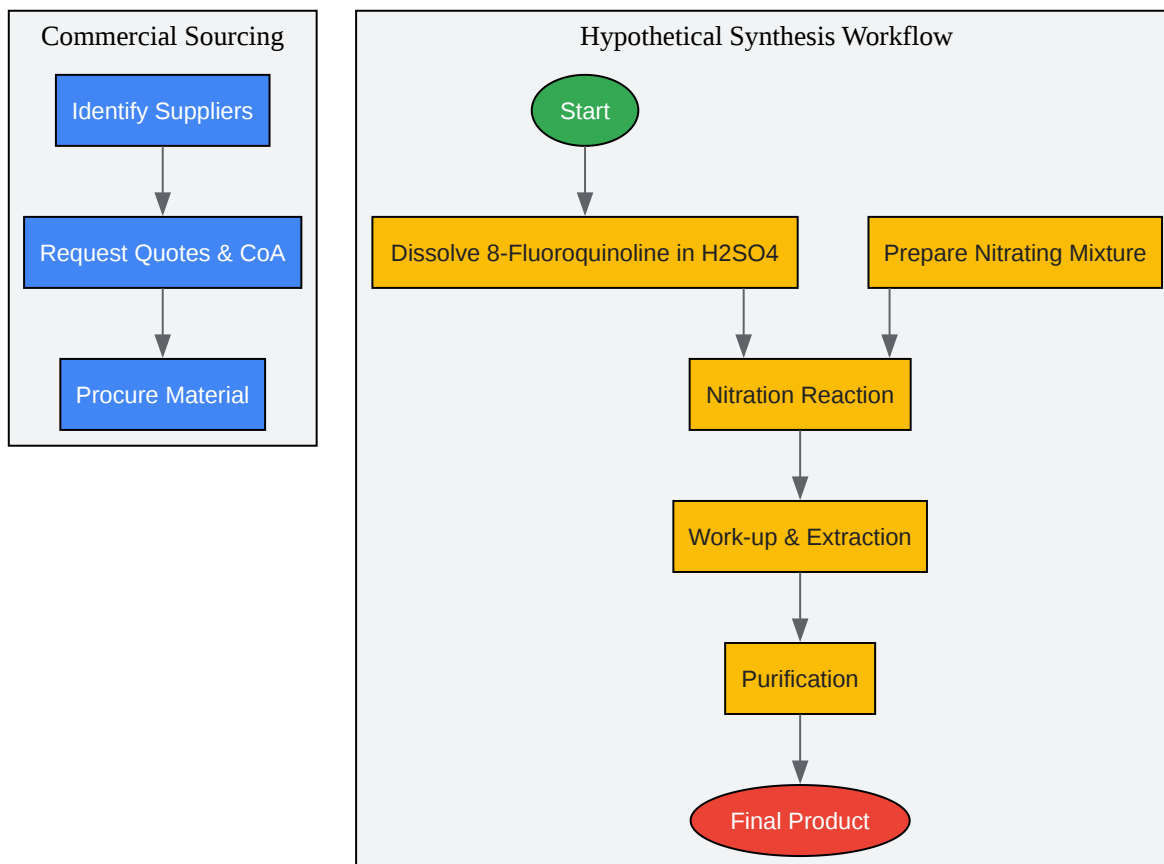 Commercial Sourcing
Identify Suppliers
Request Quotes & CoA
Procure Material
Hypothetical Synthesis Workflow
Start
Dissolve 8-Fluoroquinoline in H2SO4
Prepare Nitrating Mixture
Nitration Reaction
Work-up & Extraction
Purification
Final Product